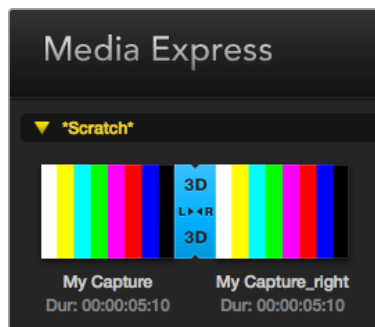 Media Express
*Scratch*
3D
L R
3D
My Capture My Capture_right
Dur: 00:00:05:10 Dur: 00:00:05:10